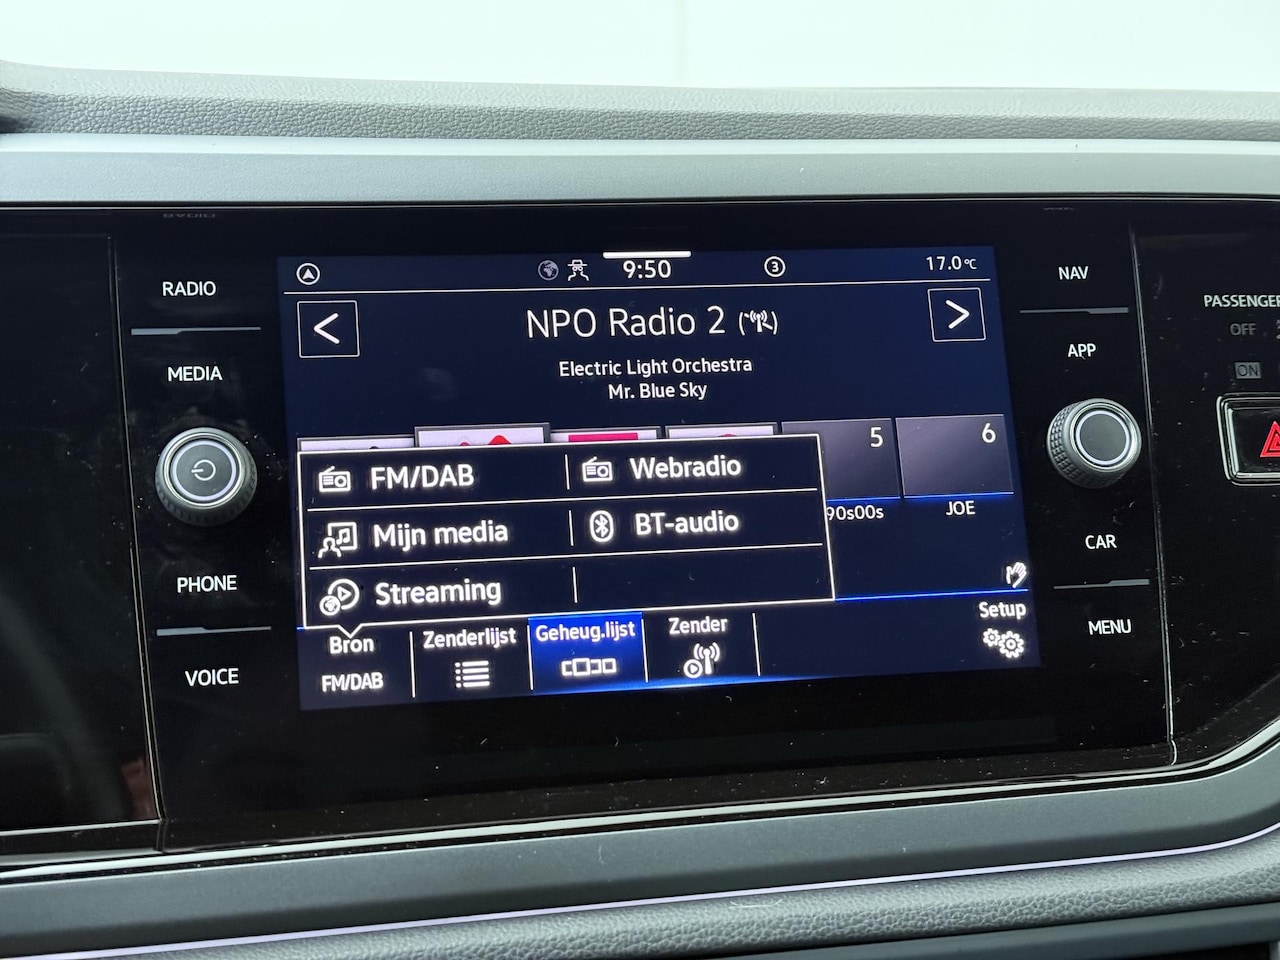 RADIO
MEDIA
PHONE
VOICE
9:50
3
17.0°C
NPO Radio 2
Electric Light Orchestra
Mr. Blue Sky
5
6
90s00s
JOE
FM/DAB
Webradio
Mijn media
BT-audio
Streaming
Bron
FM/DAB
Zenderlijst
Geheug.lijst
Zender
Setup
NAV
APP
CAR
MENU
PASSENGER
OFF
ON